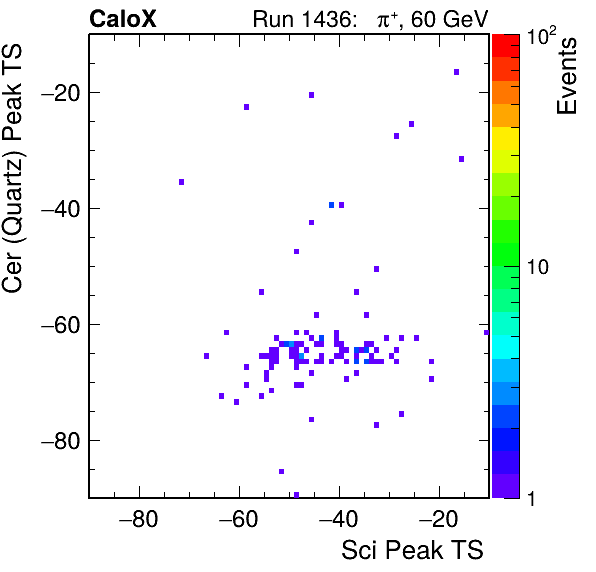 CaloX Run 1436: π⁺, 60 GeV
Cer (Quartz) Peak TS
−20
−40
−60
−80
−80 −60 −40 −20
Sci Peak TS
10²
10
1
Events